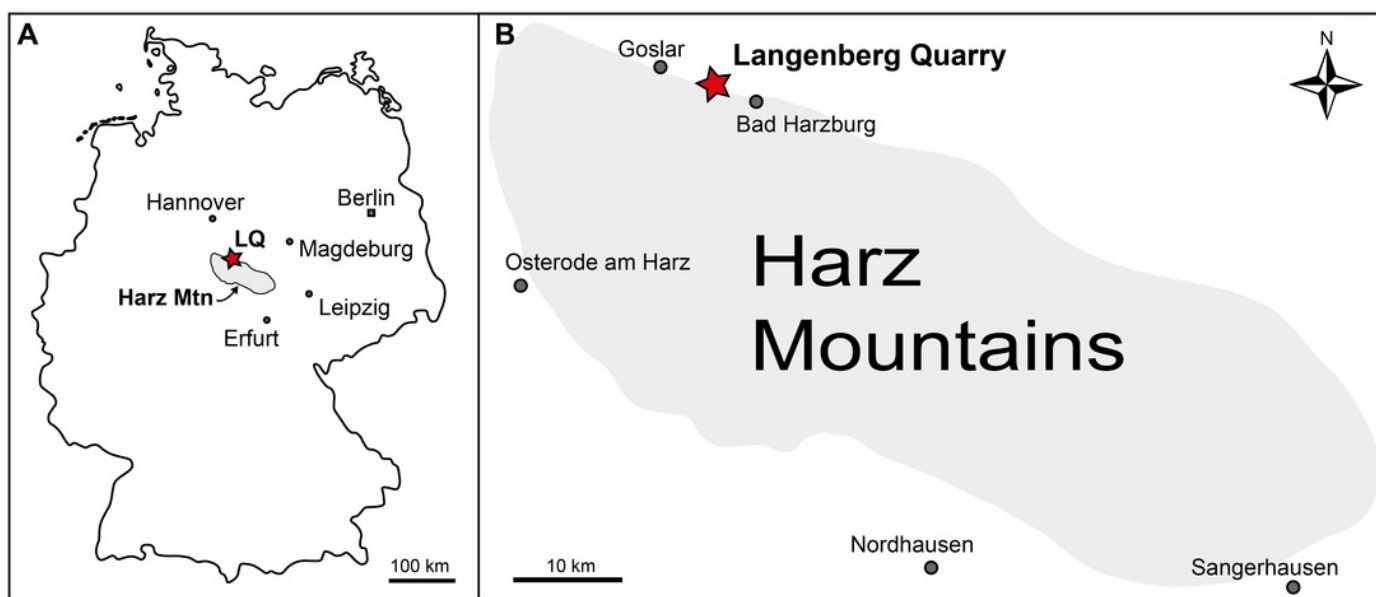 A
Hannover
Berlin
LQ
Magdeburg
Harz Mtn
Leipzig
Erfurt
100 km
B
Goslar
Langenberg Quarry
N
Bad Harzburg
Osterode am Harz
Harz
Mountains
Nordhausen
Sangerhausen
10 km